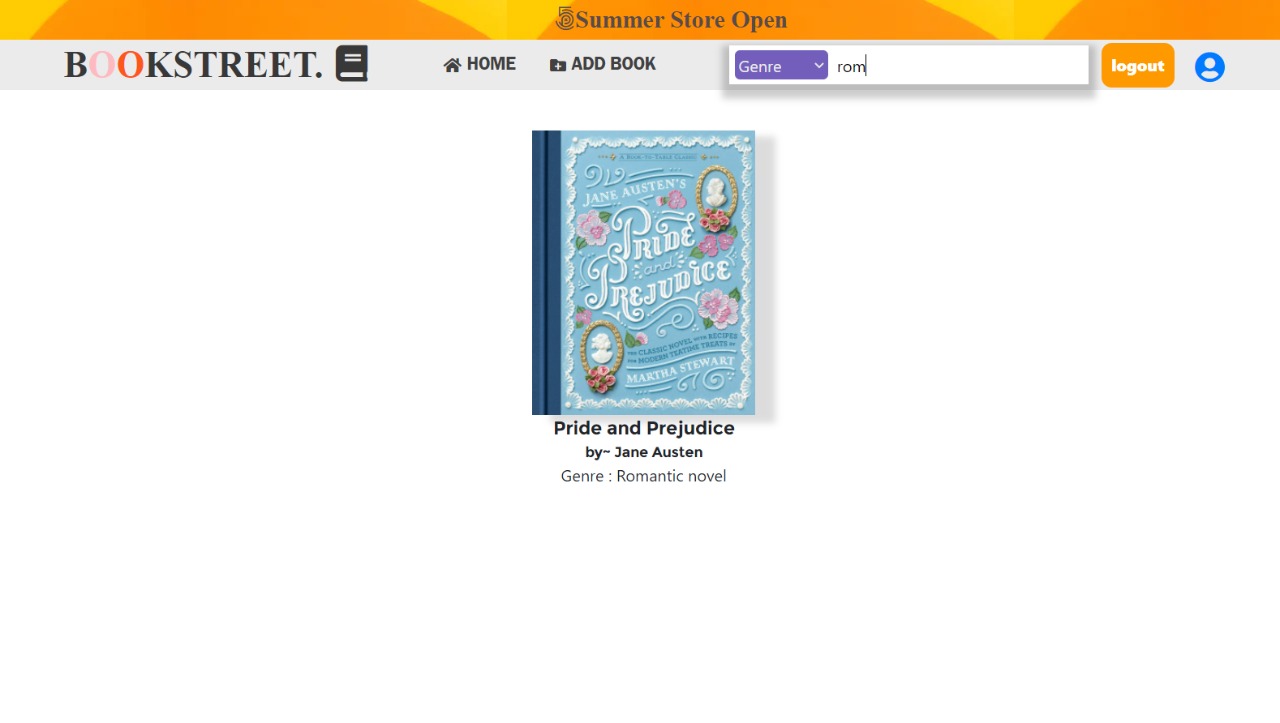 Summer Store Open
BOOKSTREET.
HOME
ADD BOOK
Genre
rom
logout
A BOOK-TO-TABLE CLASSIC
JANE AUSTEN'S
PRIDE
and
PREJUDICE
THE CLASSIC NOVEL WITH RECIPES
FOR MODERN TEATIME TREATS BY
MARTHA STEWART
Pride and Prejudice
by~ Jane Austen
Genre : Romantic novel